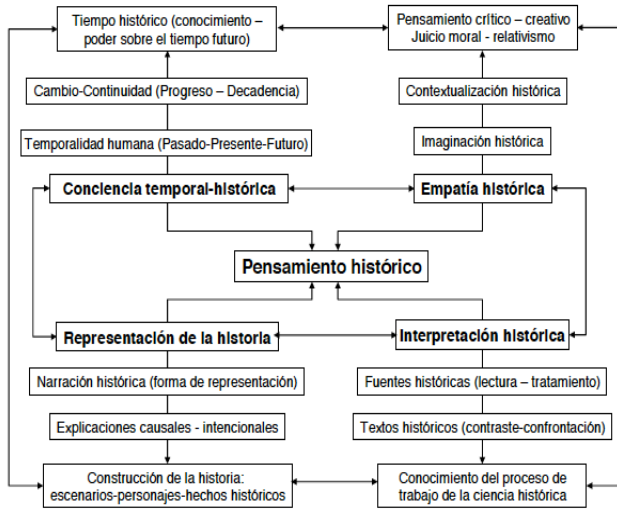 Tiempo histórico (conocimiento –
poder sobre el tiempo futuro)
Pensamiento crítico – creativo
Juicio moral - relativismo
Cambio-Continuidad (Progreso – Decadencia)
Contextualización histórica
Temporalidad humana (Pasado-Presente-Futuro)
Imaginación histórica
Conciencia temporal-histórica
Empatía histórica
Pensamiento histórico
Representación de la historia
Interpretación histórica
Narración histórica (forma de representación)
Fuentes históricas (lectura – tratamiento)
Explicaciones causales - intencionales
Textos históricos (contraste-confrontación)
Construcción de la historia:
escenarios-personajes-hechos históricos
Conocimiento del proceso de
trabajo de la ciencia histórica